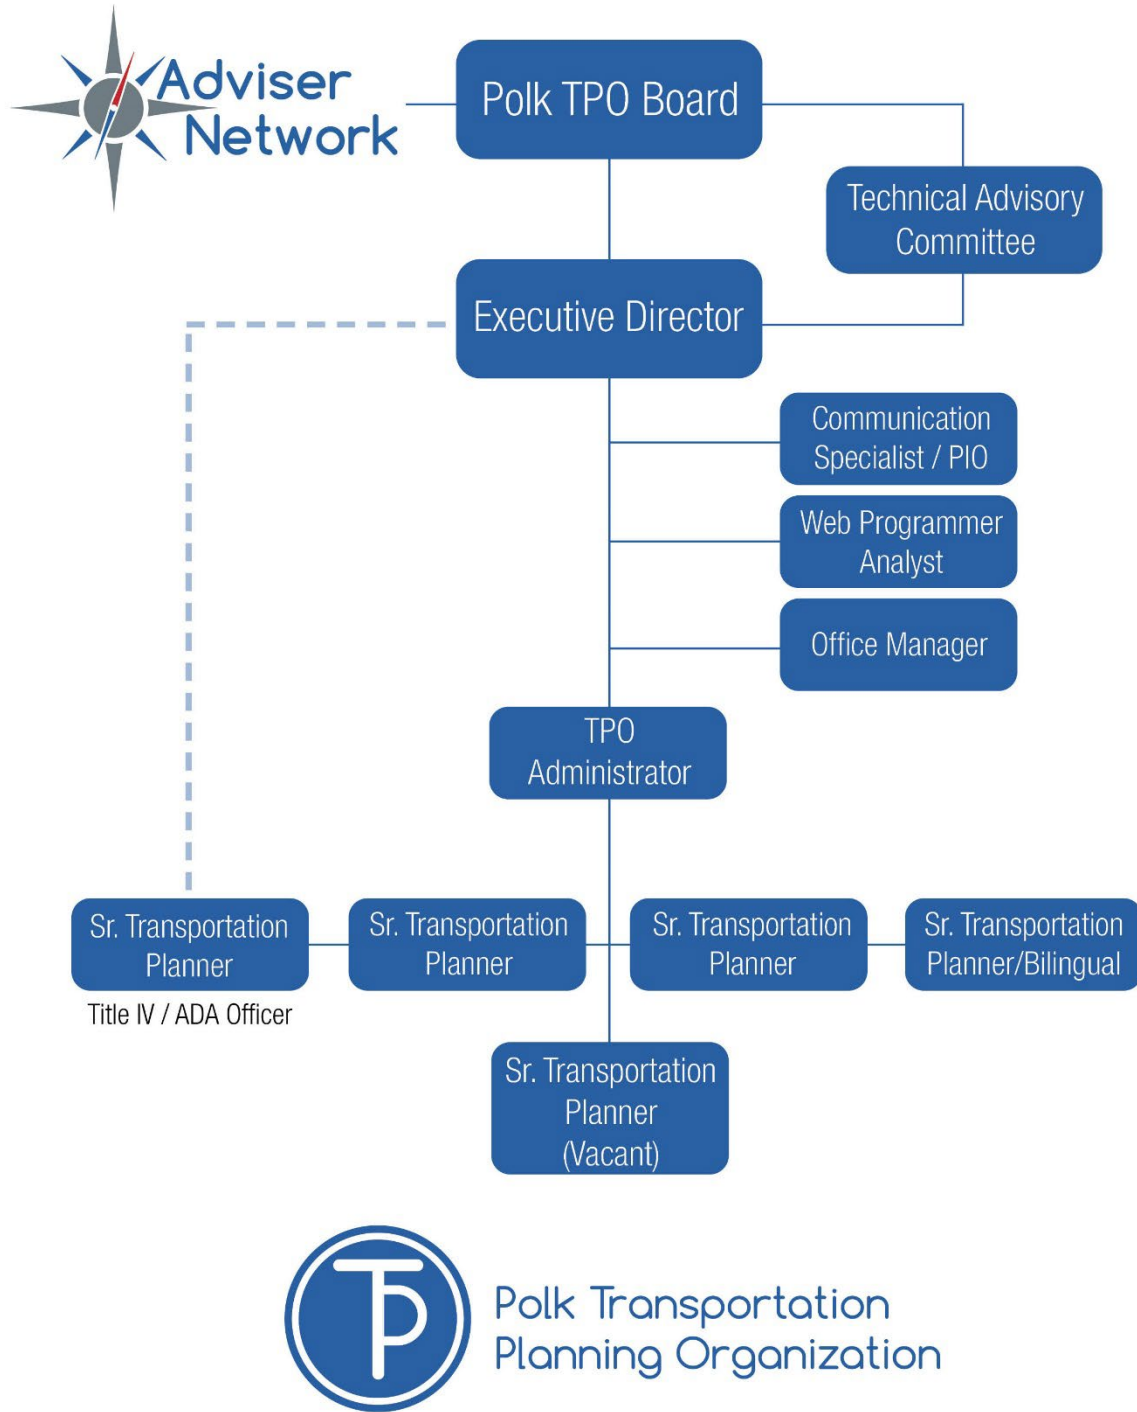 Adviser
Network
Polk TPO Board
Technical Advisory
Committee
Executive Director
Communication
Specialist / PIO
Web Programmer
Analyst
Office Manager
TPO
Administrator
Sr. Transportation
Planner
Title IV / ADA Officer
Sr. Transportation
Planner
Sr. Transportation
Planner
Sr. Transportation
Planner/Bilingual
Sr. Transportation
Planner
(Vacant)
TP
Polk Transportation
Planning Organization